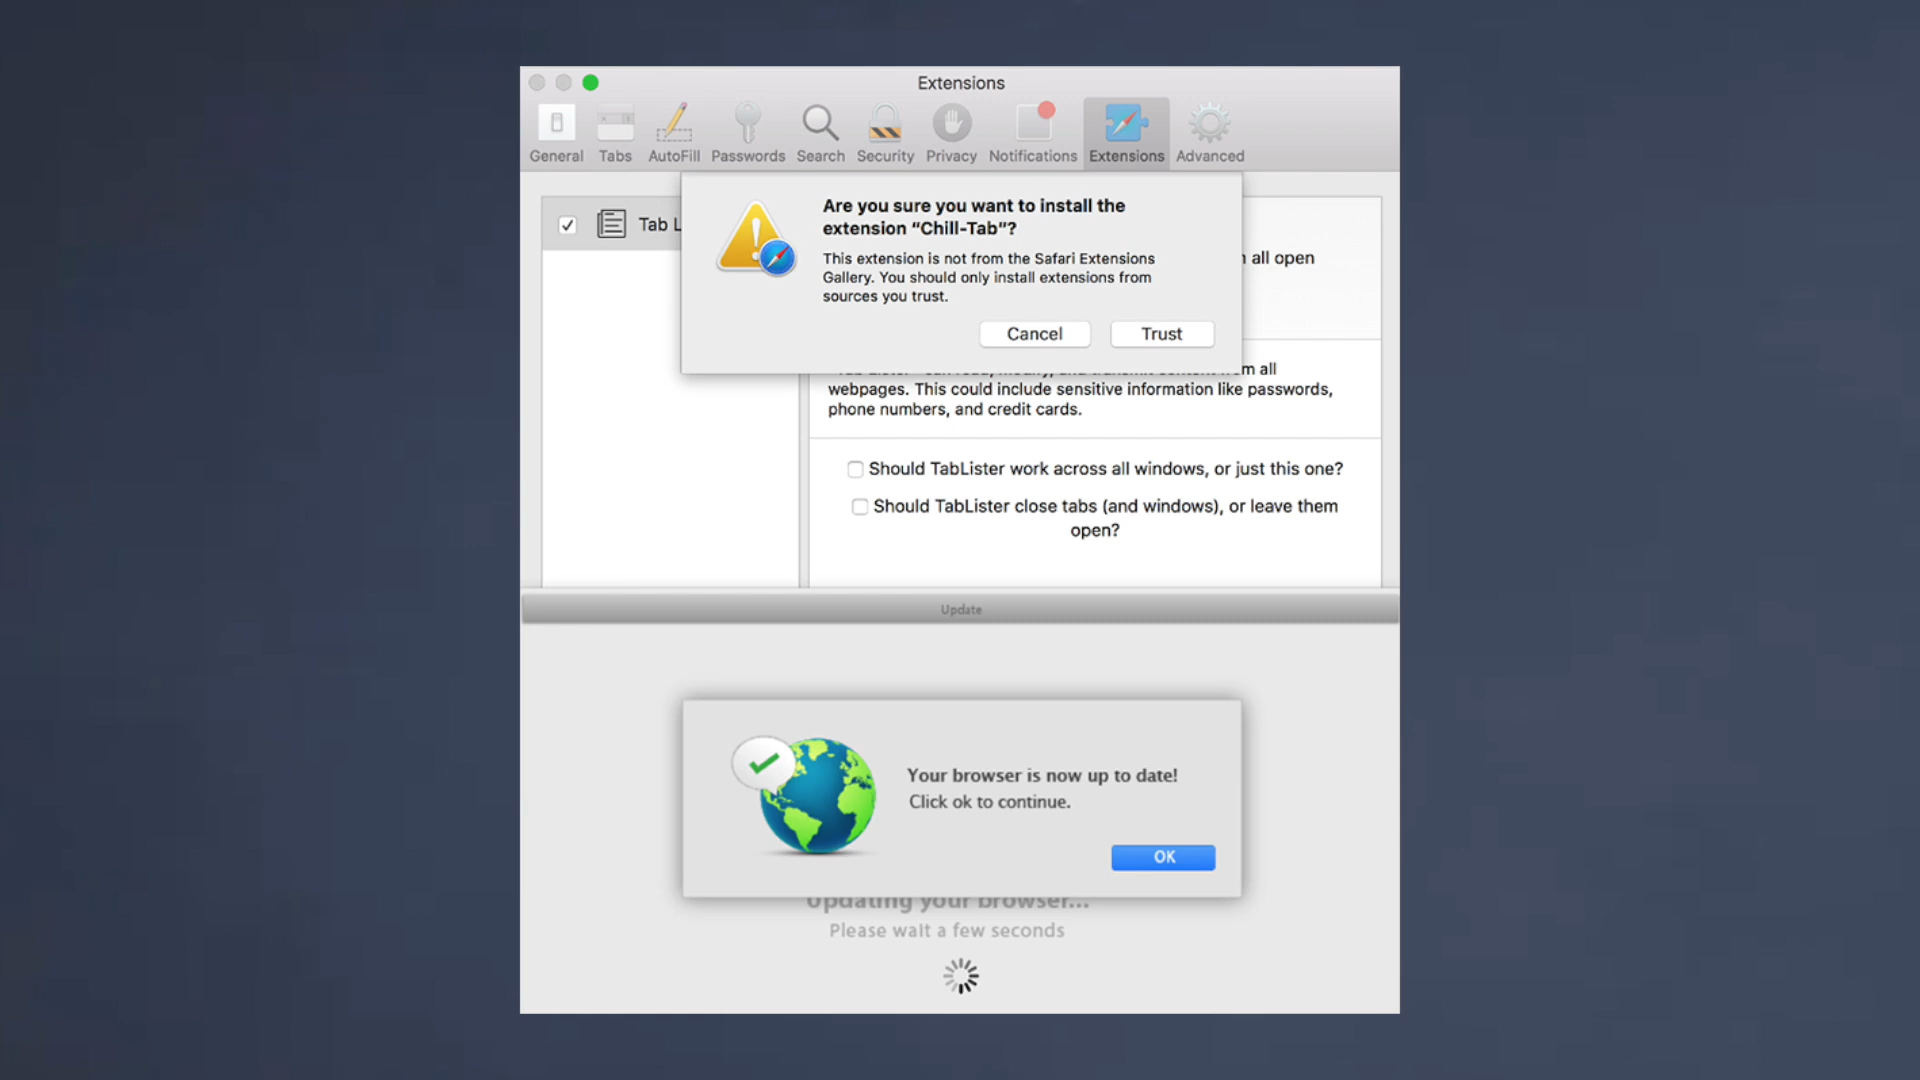 Extensions
General Tabs AutoFill Passwords Search Security Privacy Notifications Extensions Advanced
Tab L
Are you sure you want to install the
extension “Chill-Tab”?
This extension is not from the Safari Extensions
Gallery. You should only install extensions from
sources you trust.
Cancel Trust
all open
all
webpages. This could include sensitive information like passwords,
phone numbers, and credit cards.
Should TabLister work across all windows, or just this one?
Should TabLister close tabs (and windows), or leave them
open?
Update
Your browser is now up to date!
Click ok to continue.
OK
Updating your browser...
Please wait a few seconds